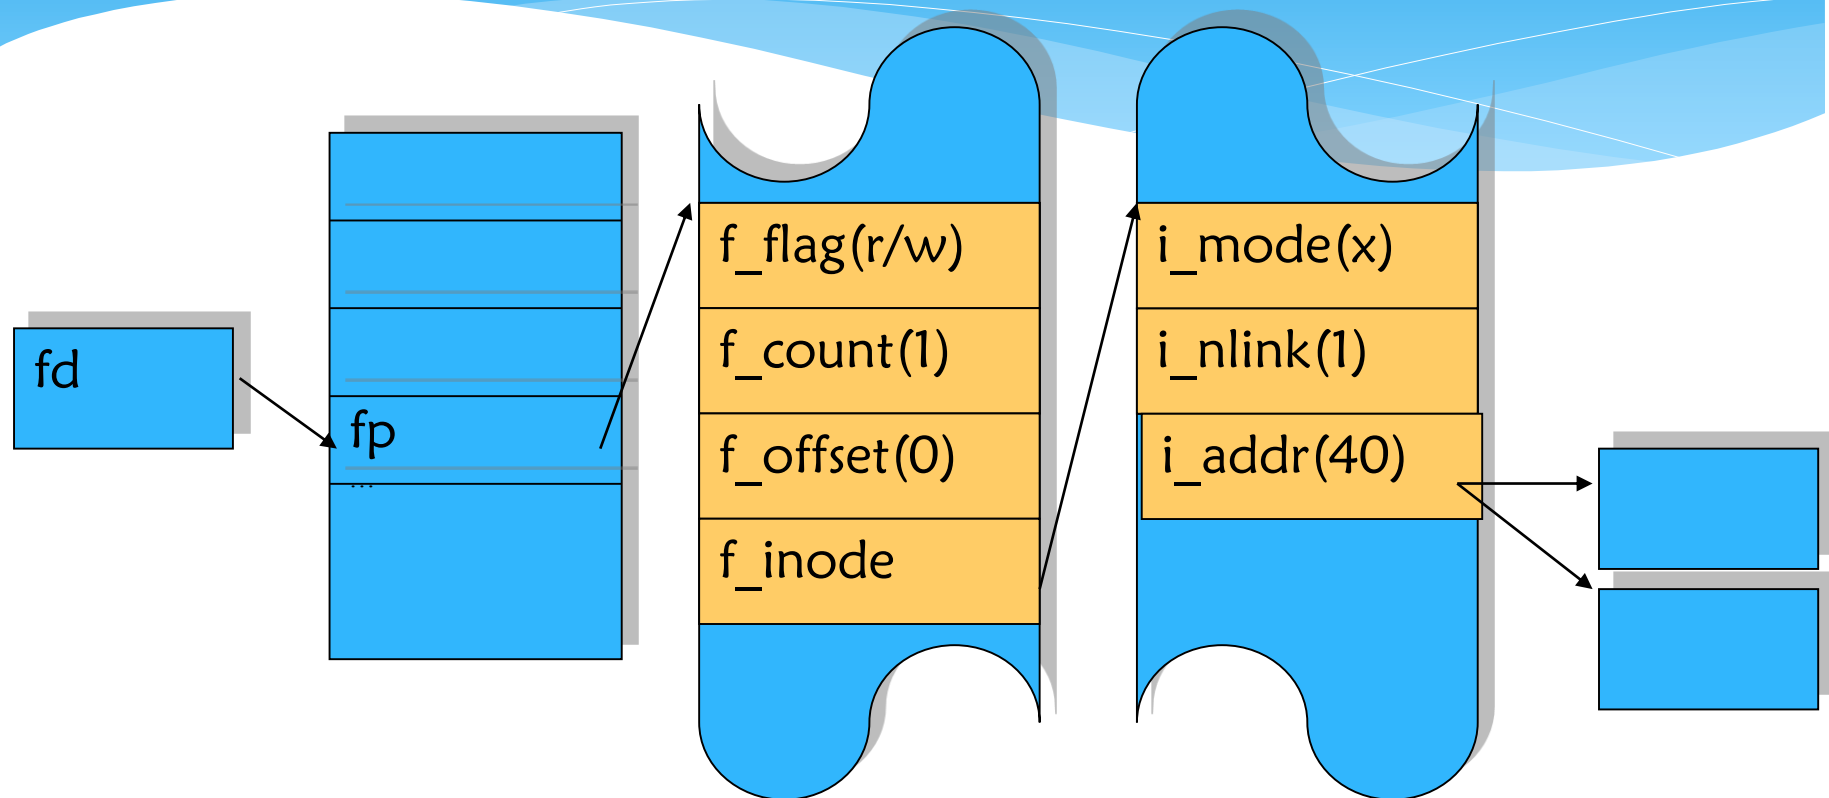 fd
fp
...
f_flag(r/w)
f_count(1)
f_offset(0)
f_inode
i_mode(x)
i_nlink(1)
i_addr(40)